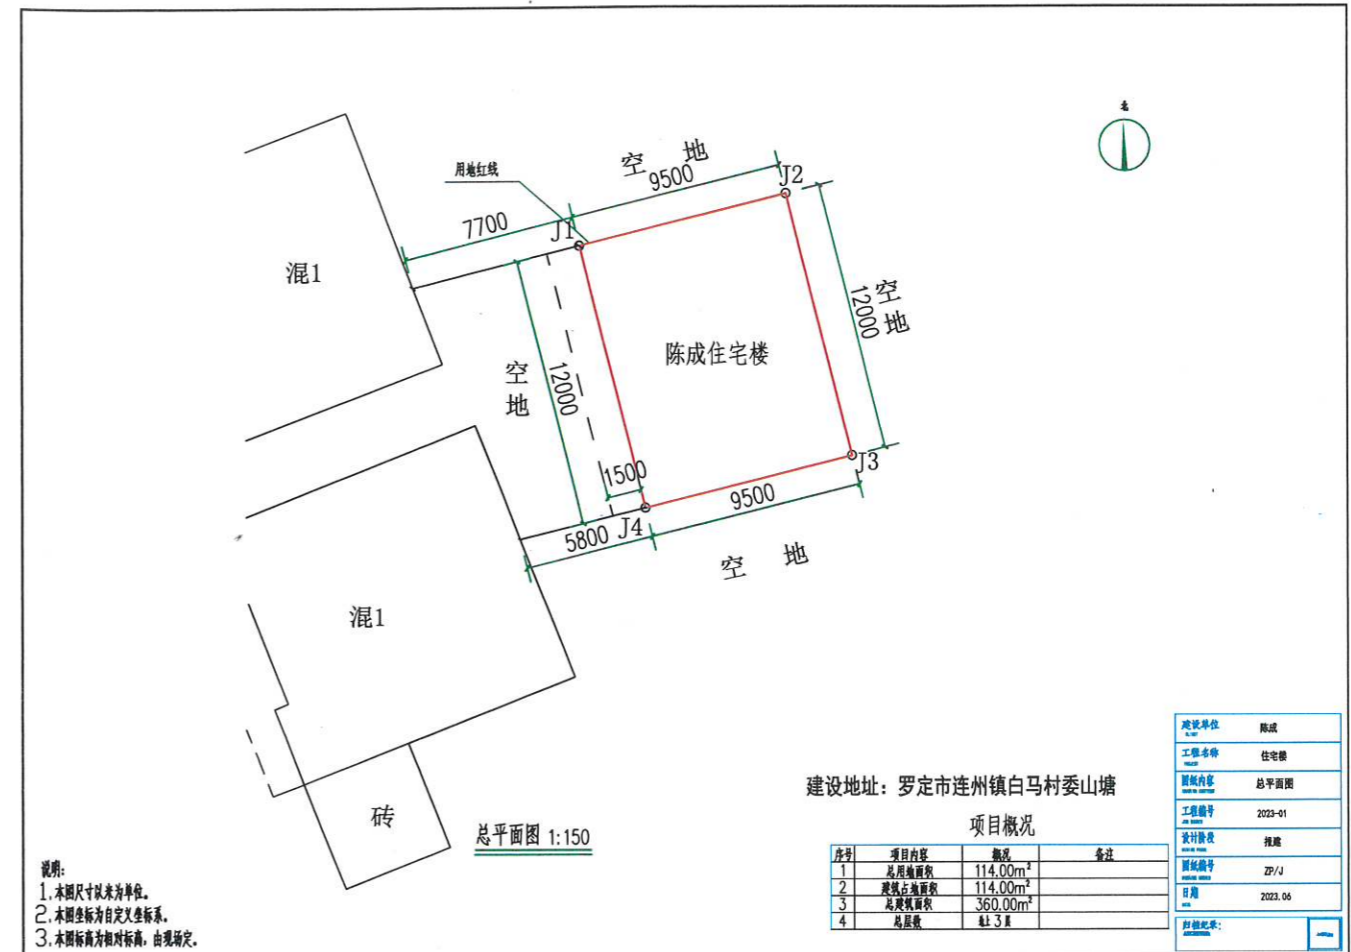 北
用地红线
空 地
9500
J2
7700
J1
混1
12000
空
地
陈成住宅楼
空
地
12000
J3
1500
9500
J4
5800
空 地
混1
砖
总平面图 1:150
建设地址：罗定市连州镇白马村委山塘
项目概况
序号 项目内容 概况 备注
1 总用地面积 114.00m²
2 建筑占地面积 114.00m²
3 总建筑面积 360.00m²
4 总层数 地上3层
说明:
1.本图尺寸以米为单位。
2.本图坐标为自定义坐标系。
3.本图标高为相对标高，由现场定。
建设单位 陈成
工程名称 住宅楼
图纸内容 总平面图
工程编号 2023-01
设计阶段 报建
图纸编号 ZP/J
日期 2023.06
归档纪录：